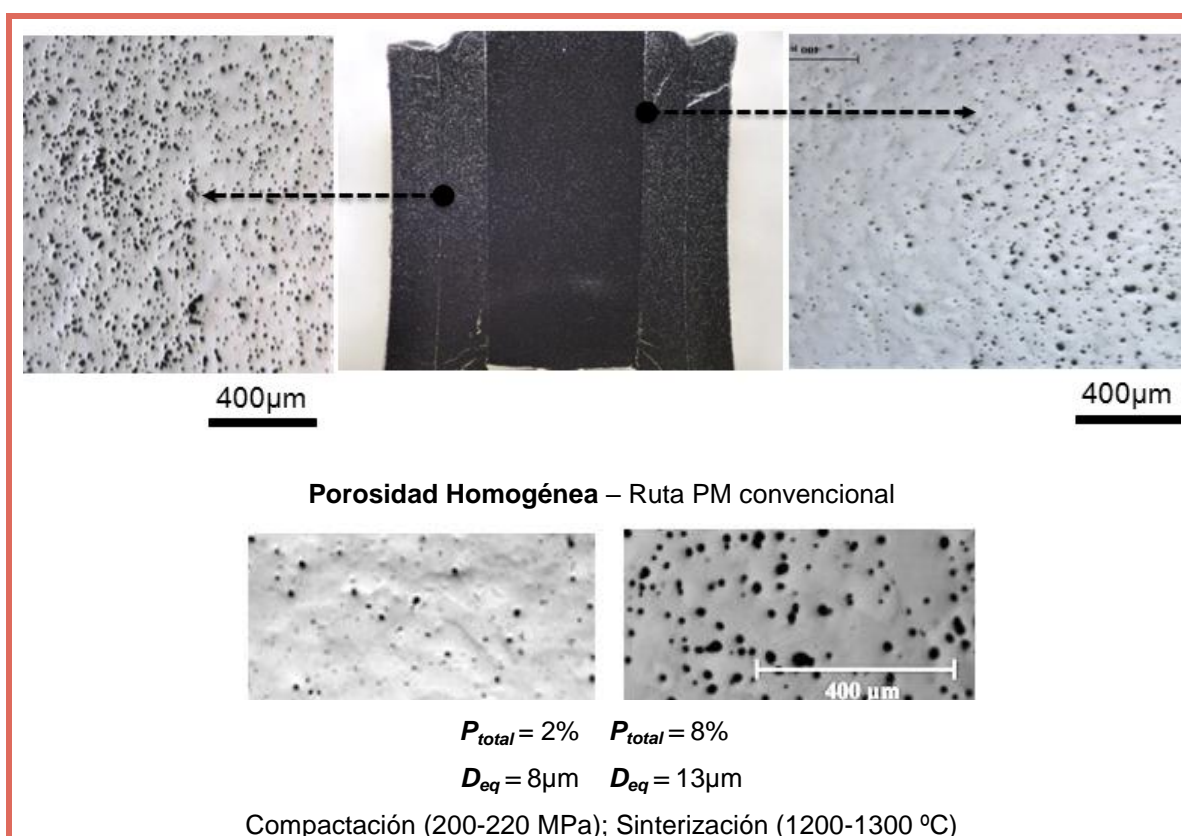 400µm
400µm
Porosidad Homogénea – Ruta PM convencional
400 µm
P_total = 2% P_total = 8%
D_eq = 8µm D_eq = 13µm
Compactación (200-220 MPa); Sinterización (1200-1300 ºC)